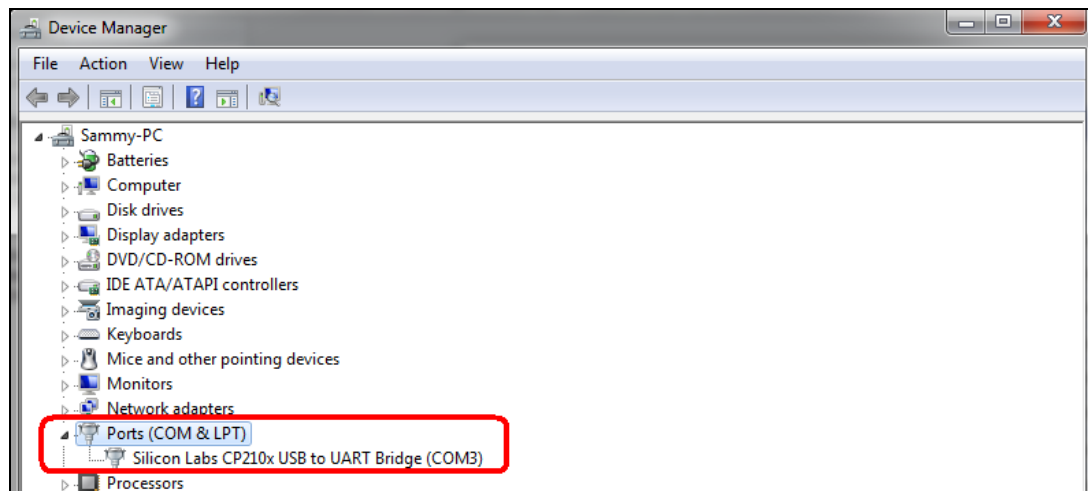 Device Manager
File Action View Help
Sammy-PC
Batteries
Computer
Disk drives
Display adapters
DVD/CD-ROM drives
IDE ATA/ATAPI controllers
Imaging devices
Keyboards
Mice and other pointing devices
Monitors
Network adapters
Ports (COM & LPT)
Silicon Labs CP210x USB to UART Bridge (COM3)
Processors